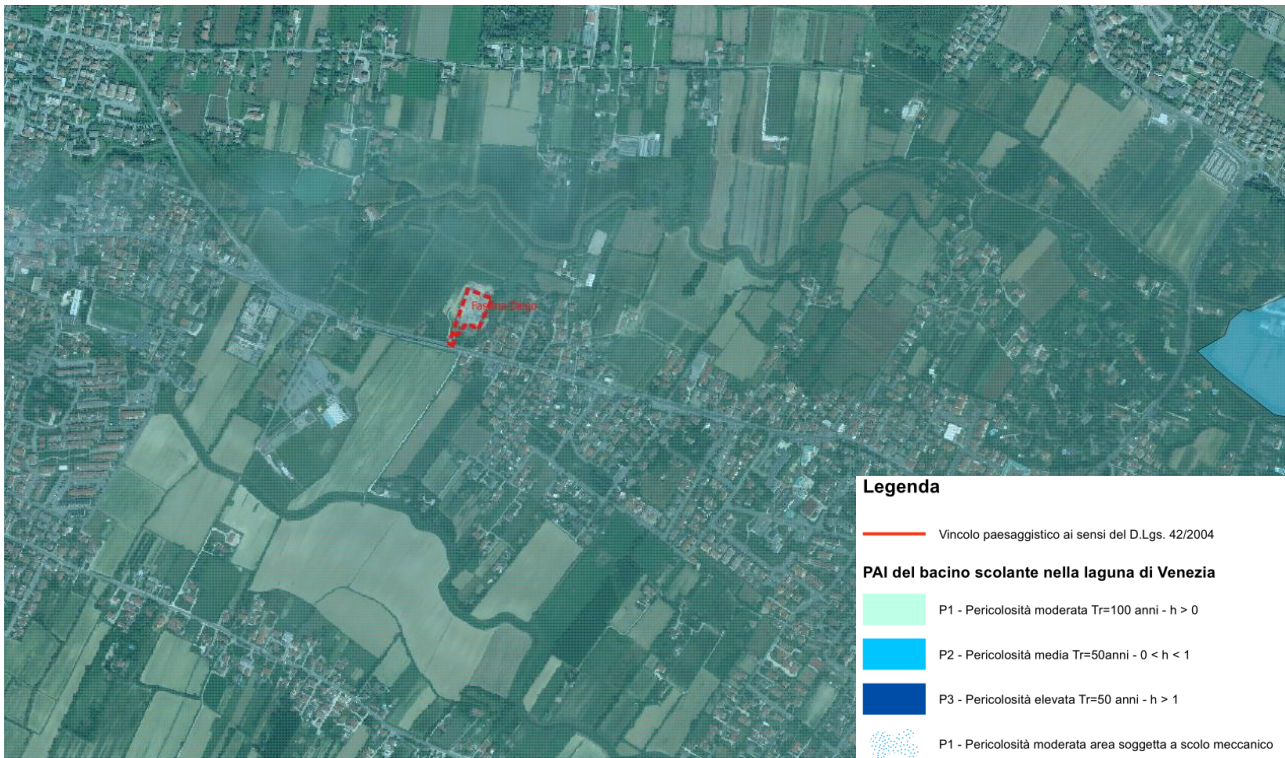 Legenda
Vincolo paesaggistico ai sensi del D.Lgs. 42/2004
PAI del bacino scolante nella laguna di Venezia
P1 - Pericolosità moderata Tr=100 anni - h > 0
P2 - Pericolosità media Tr=50anni - 0 < h < 1
P3 - Pericolosità elevata Tr=50 anni - h > 1
P1 - Pericolosità moderata area soggetta a scolo meccanico